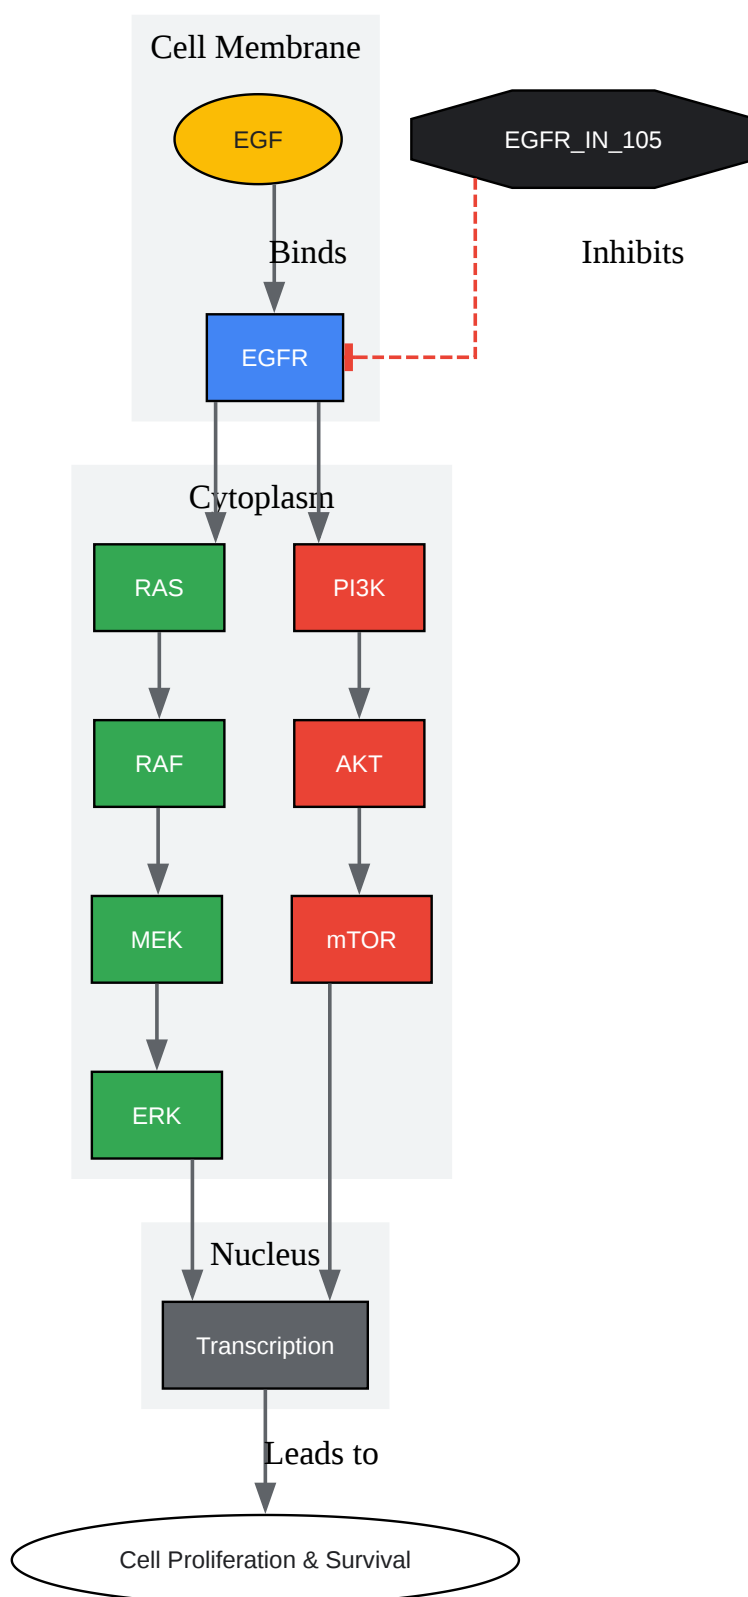 Cell Membrane
EGF
EGFR_IN_105
Binds
Inhibits
EGFR
Cytoplasm
RAS
PI3K
RAF
AKT
MEK
mTOR
ERK
Nucleus
Transcription
Leads to
Cell Proliferation & Survival